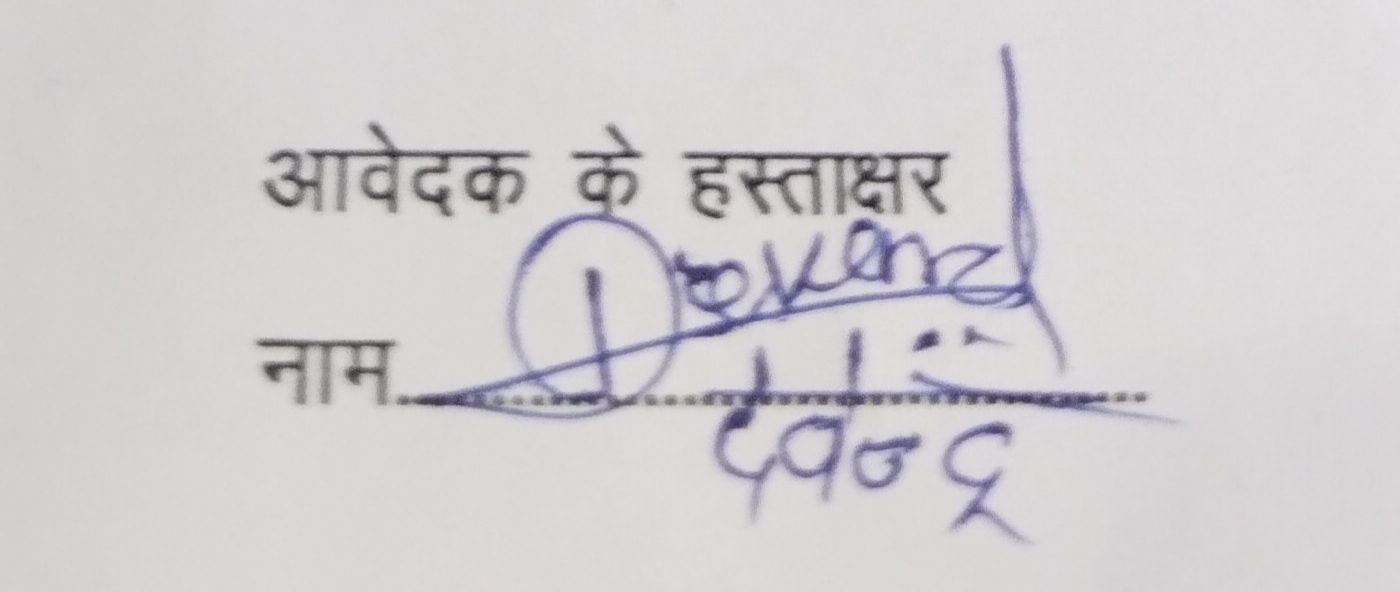 आवेदक के हस्ताक्षर
नाम
देवेन्द्र